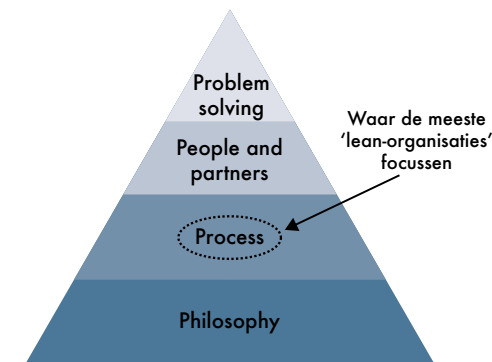 Problem
solving
Waar de meeste
‘lean-organisaties’
focussen
People and
partners
Process
Philosophy